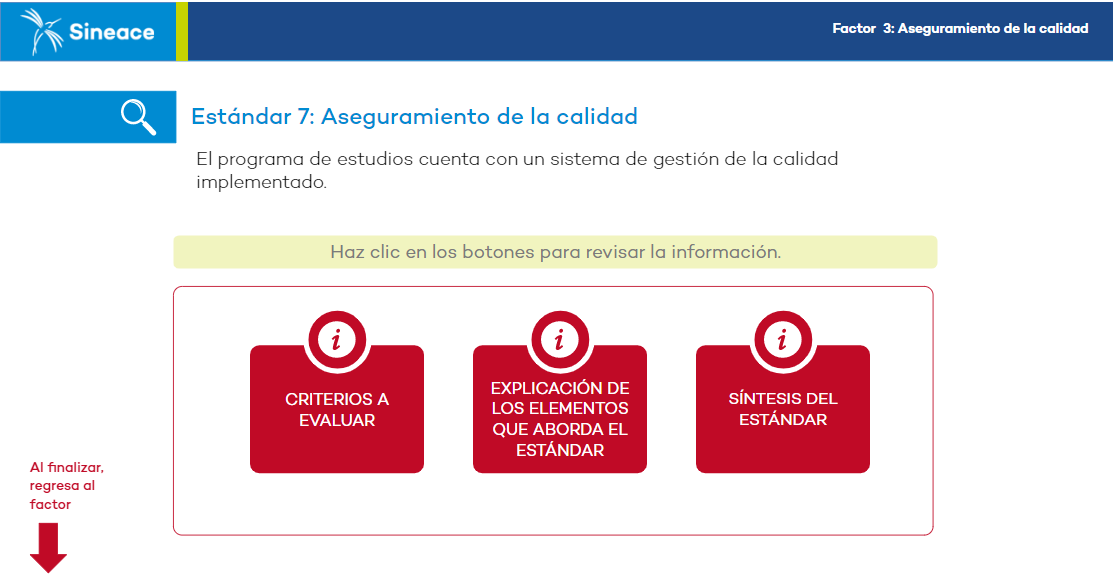 Sineace
Factor 3: Aseguramiento de la calidad
Estándar 7: Aseguramiento de la calidad
El programa de estudios cuenta con un sistema de gestión de la calidad
implementado.
Haz clic en los botones para revisar la información.
i
CRITERIOS A
EVALUAR
i
EXPLICACIÓN DE
LOS ELEMENTOS
QUE ABORDA EL
ESTÁNDAR
i
SÍNTESIS DEL
ESTÁNDAR
Al finalizar,
regresa al
factor